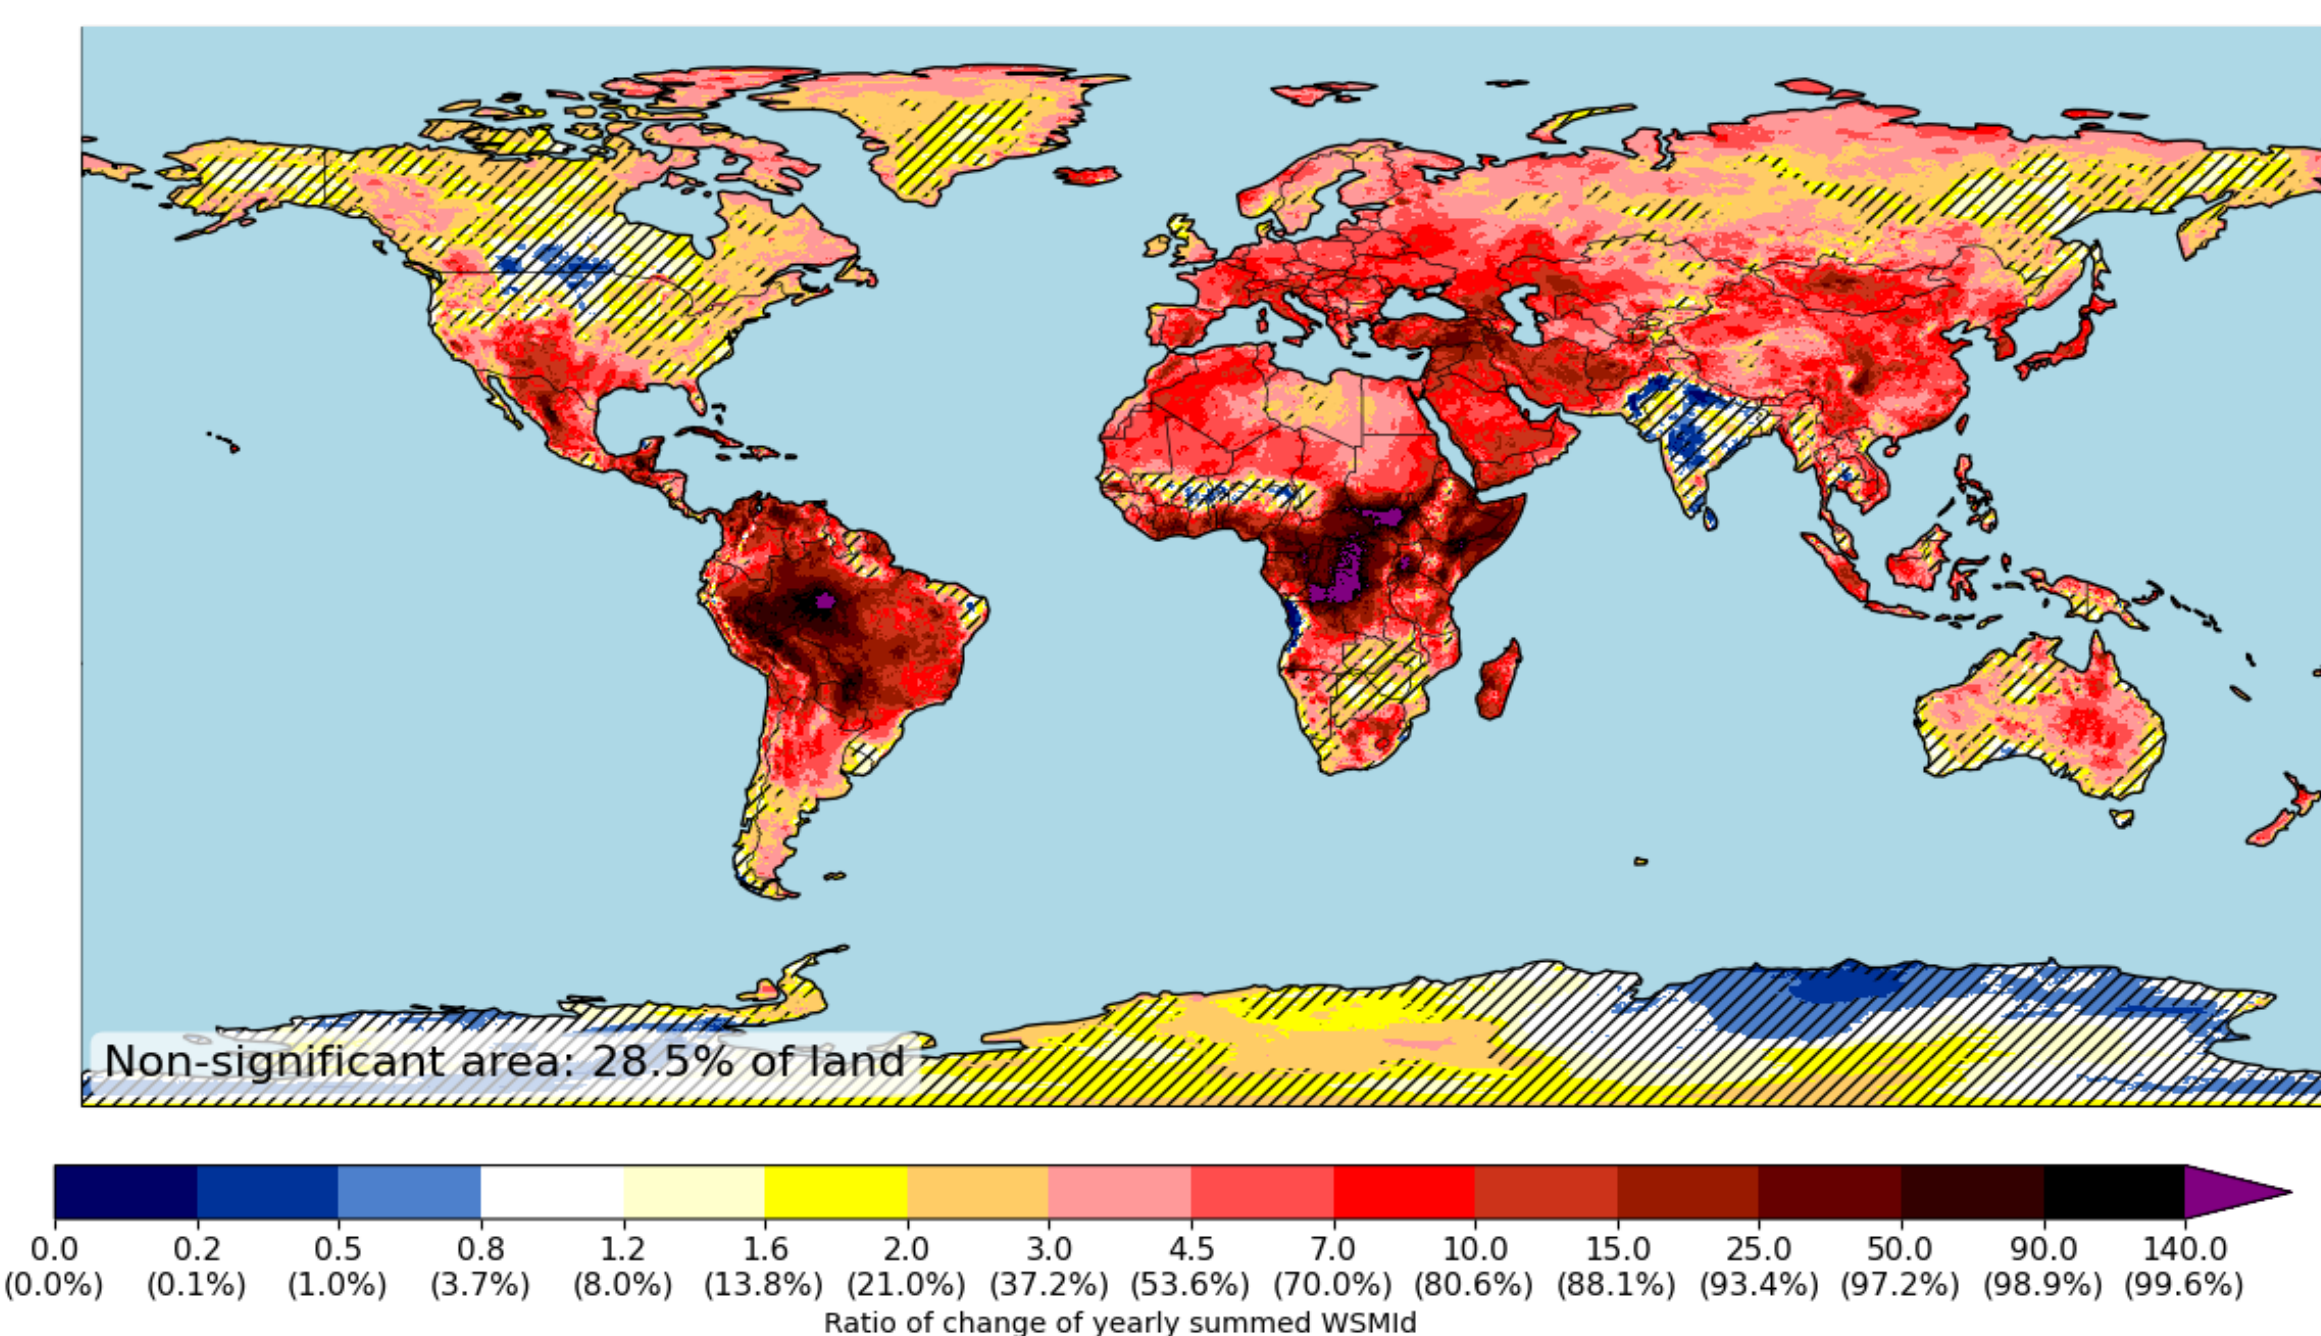 Non-significant area: 28.5% of land
0.0 0.2 0.5 0.8 1.2 1.6 2.0 3.0 4.5 7.0 10.0 15.0 25.0 50.0 90.0 140.0
(0.0%) (0.1%) (1.0%) (3.7%) (8.0%) (13.8%) (21.0%) (37.2%) (53.6%) (70.0%) (80.6%) (88.1%) (93.4%) (97.2%) (98.9%) (99.6%)
Ratio of change of yearly summed WSMId